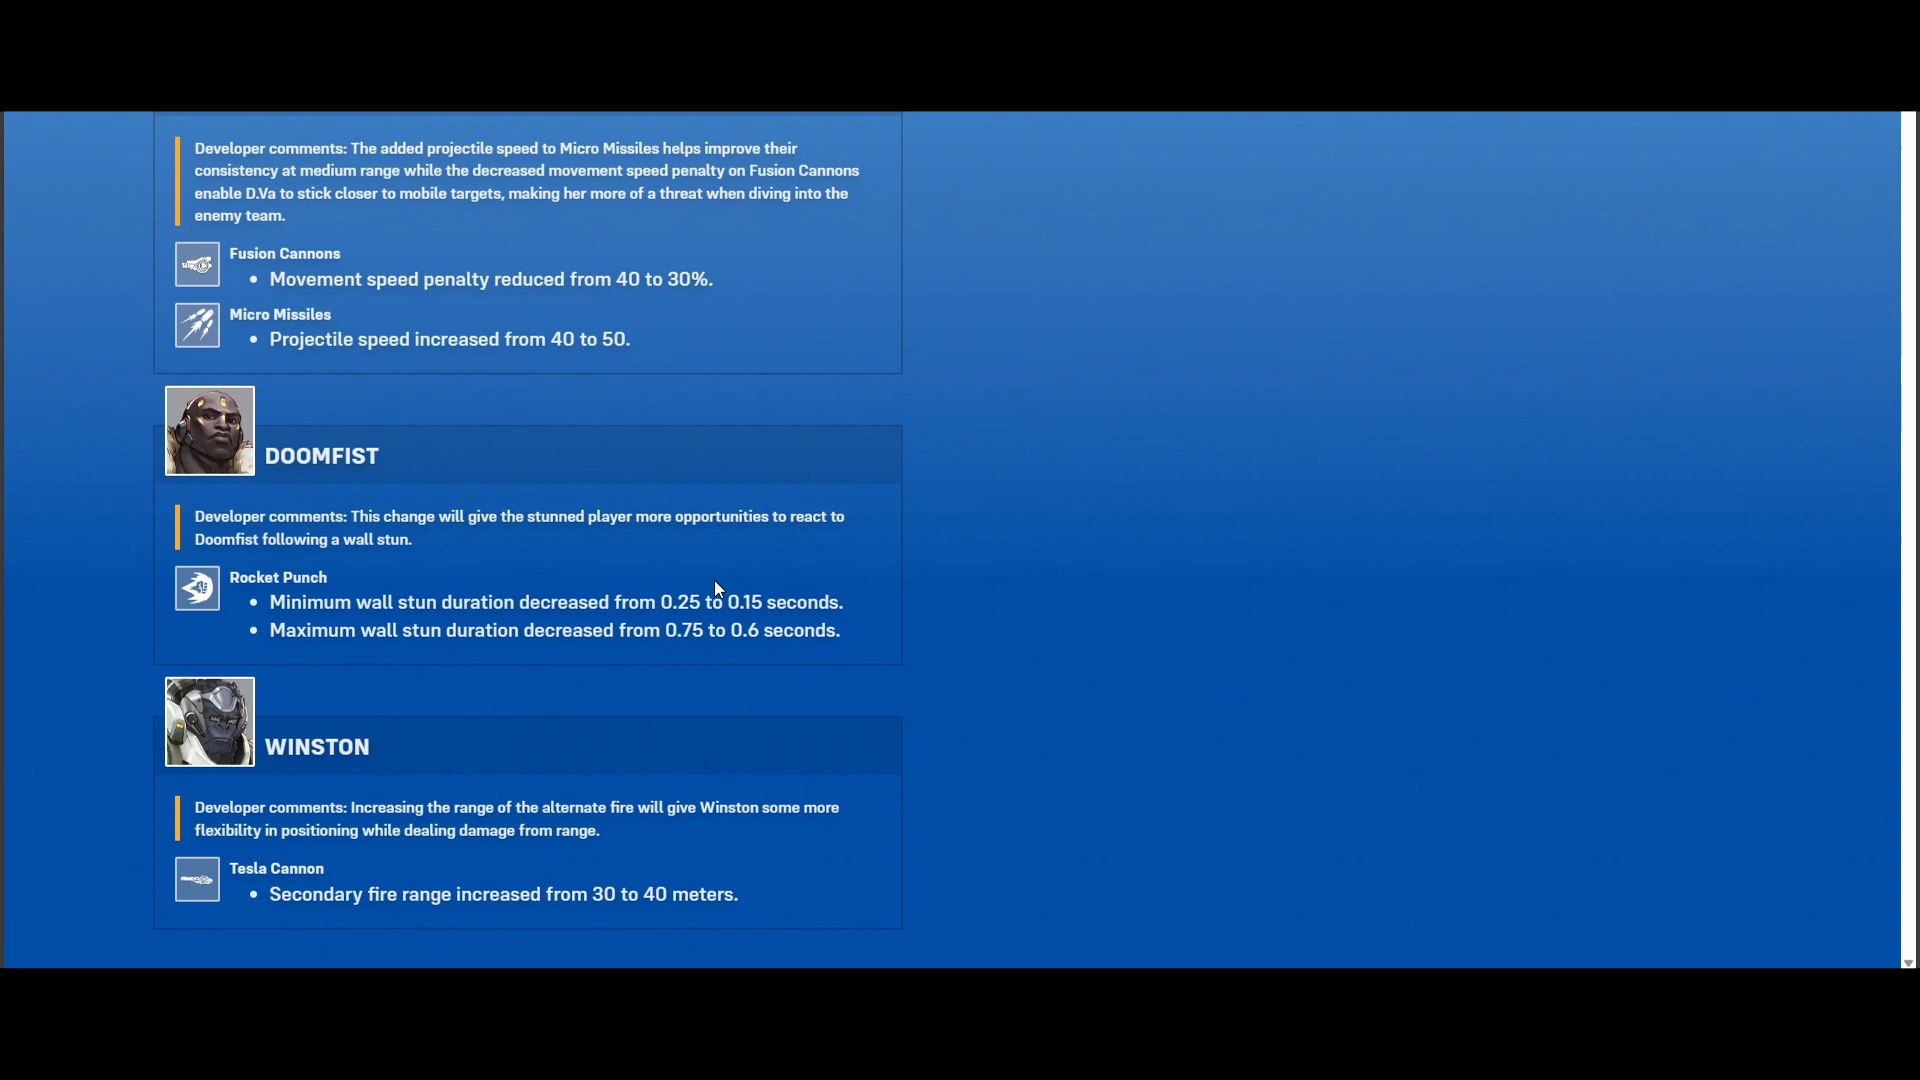 Developer comments: The added projectile speed to Micro Missiles helps improve their
consistency at medium range while the decreased movement speed penalty on Fusion Cannons
enable D.Va to stick closer to mobile targets, making her more of a threat when diving into the
enemy team.
Fusion Cannons
• Movement speed penalty reduced from 40 to 30%.
Micro Missiles
• Projectile speed increased from 40 to 50.
DOOMFIST
Developer comments: This change will give the stunned player more opportunities to react to
Doomfist following a wall stun.
Rocket Punch
• Minimum wall stun duration decreased from 0.25 to 0.15 seconds.
• Maximum wall stun duration decreased from 0.75 to 0.6 seconds.
WINSTON
Developer comments: Increasing the range of the alternate fire will give Winston some more
flexibility in positioning while dealing damage from range.
Tesla Cannon
• Secondary fire range increased from 30 to 40 meters.